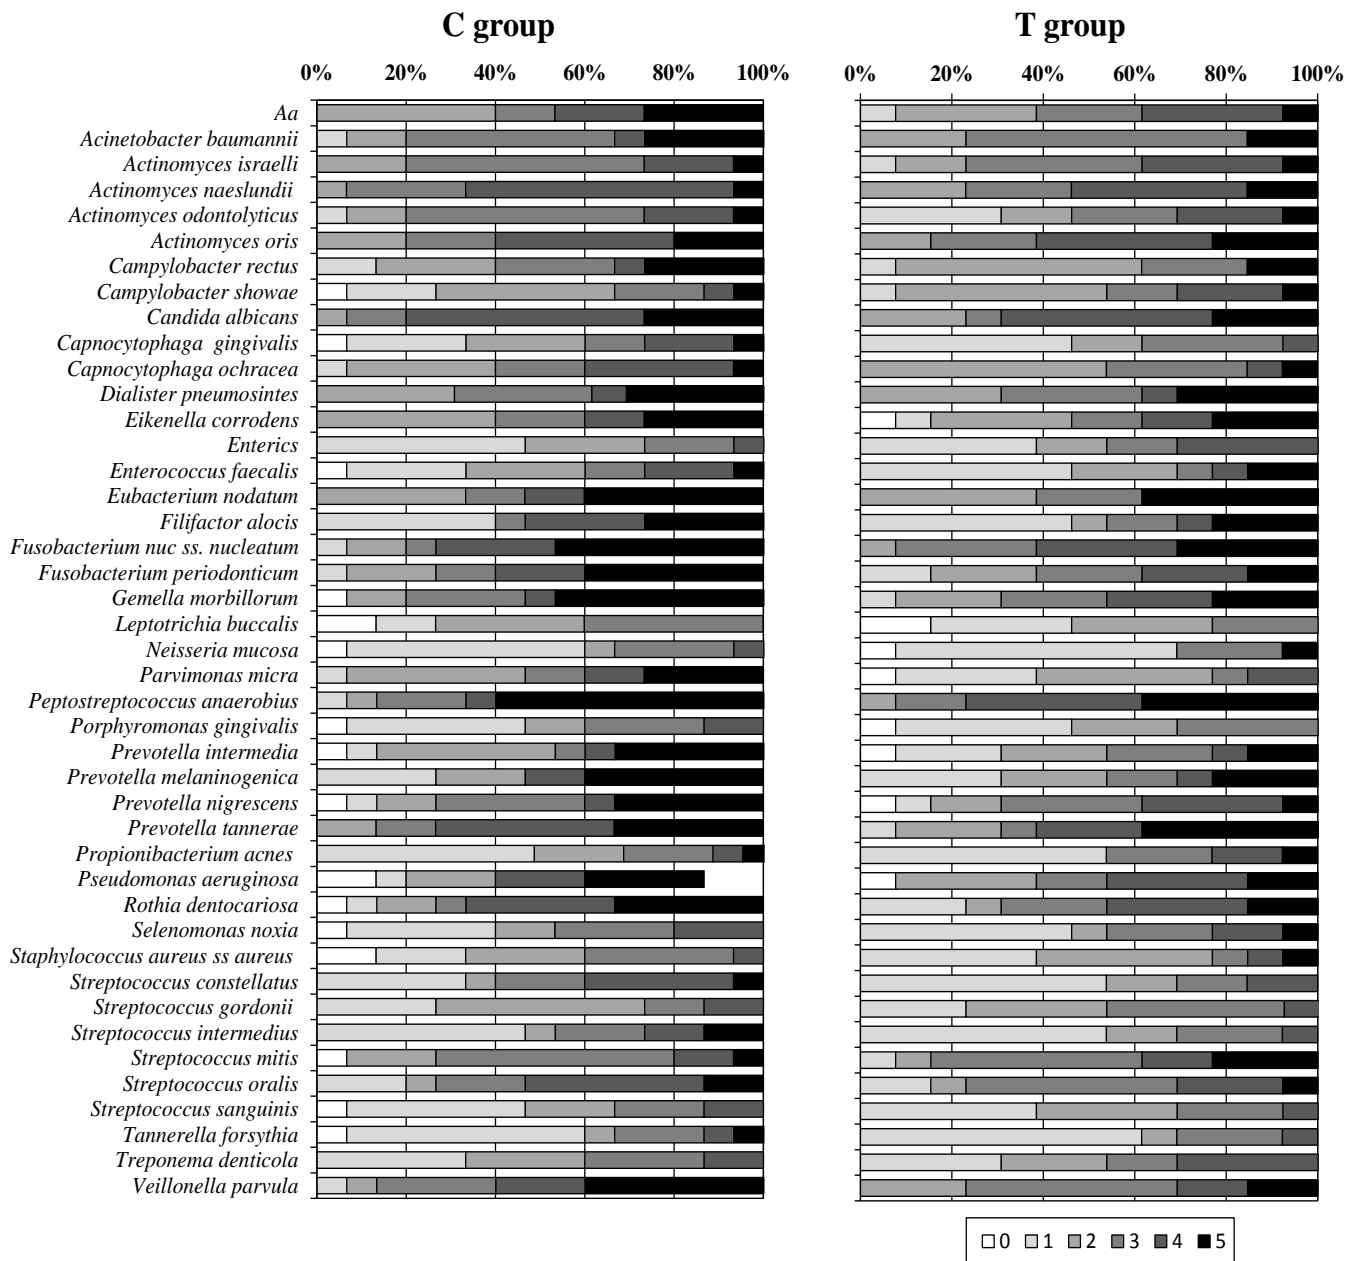 C group
T group
0% 20% 40% 60% 80% 100%
0% 20% 40% 60% 80% 100%
Aa
Acinetobacter baumannii
Actinomyces israelli
Actinomyces naeslundii
Actinomyces odontolyticus
Actinomyces oris
Campylobacter rectus
Campylobacter showae
Candida albicans
Capnocytophaga gingivalis
Capnocytophaga ochracea
Dialister pneumosintes
Eikenella corrodens
Enterics
Enterococcus faecalis
Eubacterium nodatum
Filifactor alocis
Fusobacterium nuc ss. nucleatum
Fusobacterium periodonticum
Gemella morbillorum
Leptotrichia buccalis
Neisseria mucosa
Parvimonas micra
Peptostreptococcus anaerobius
Porphyromonas gingivalis
Prevotella intermedia
Prevotella melaninogenica
Prevotella nigrescens
Prevotella tannerae
Propionibacterium acnes
Pseudomonas aeruginosa
Rothia dentocariosa
Selenomonas noxia
Staphylococcus aureus ss aureus
Streptococcus constellatus
Streptococcus gordonii
Streptococcus intermedius
Streptococcus mitis
Streptococcus oralis
Streptococcus sanguinis
Tannerella forsythia
Treponema denticola
Veillonella parvula
0 1 2 3 4 5